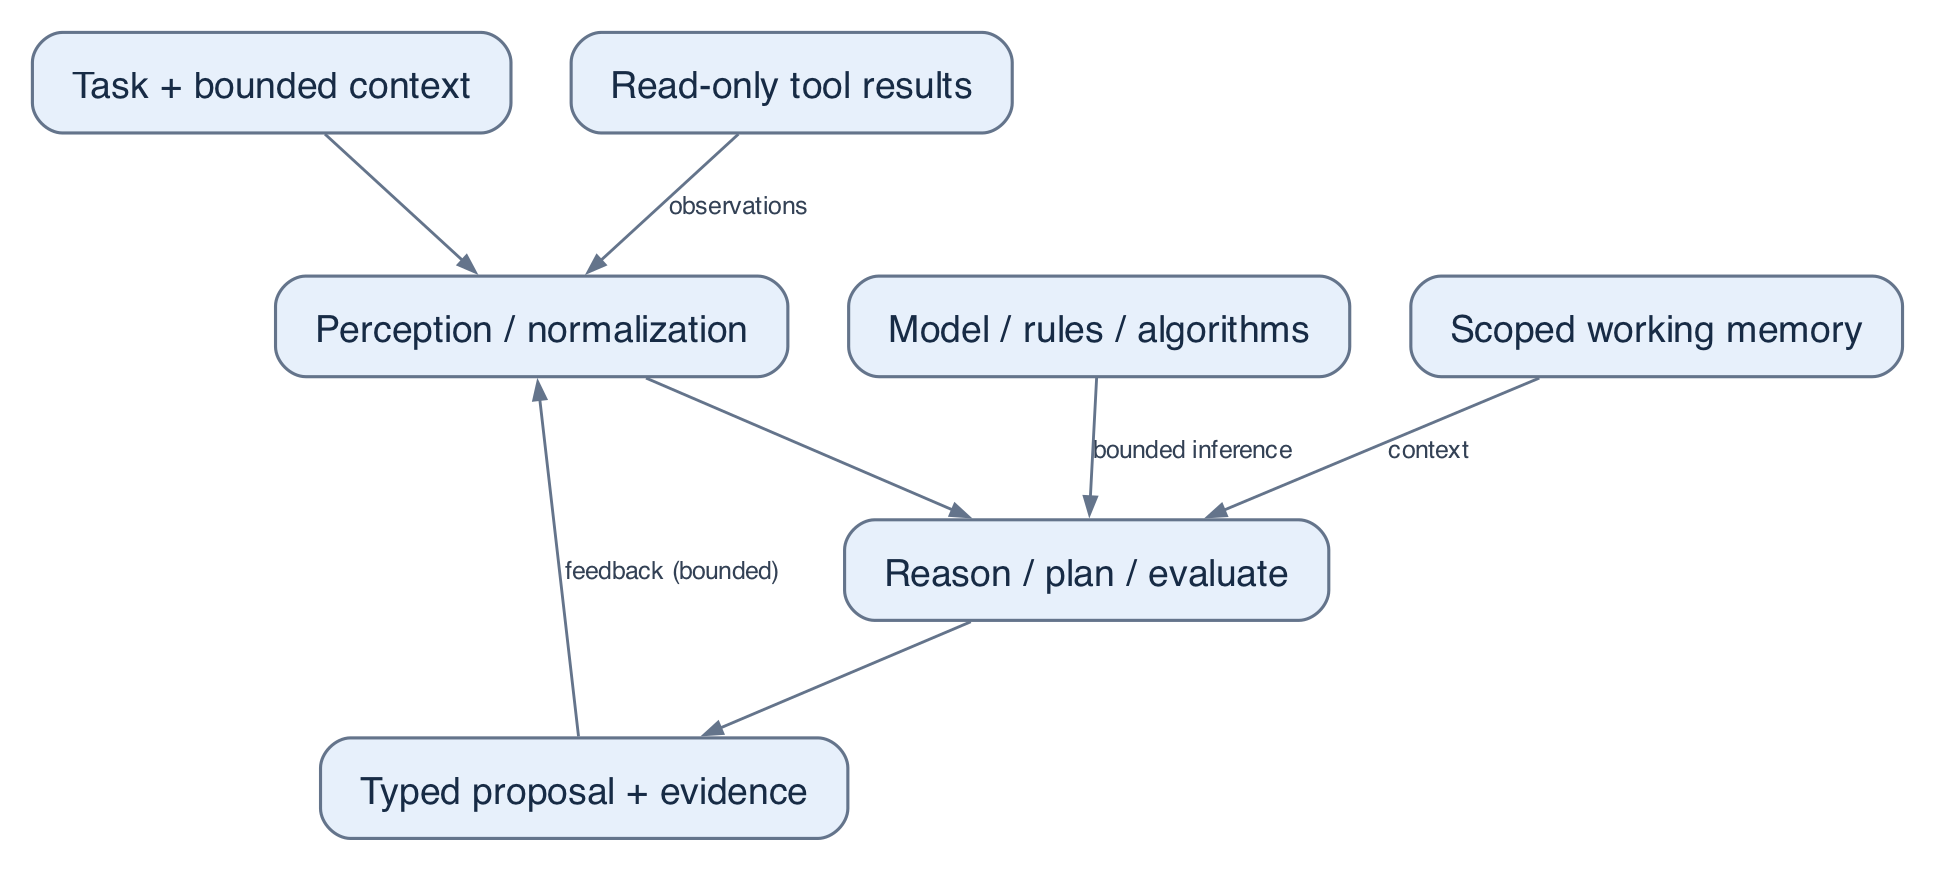 Task + bounded context
Read-only tool results
observations
Perception / normalization
Model / rules / algorithms
Scoped working memory
bounded inference
context
Reason / plan / evaluate
feedback (bounded)
Typed proposal + evidence